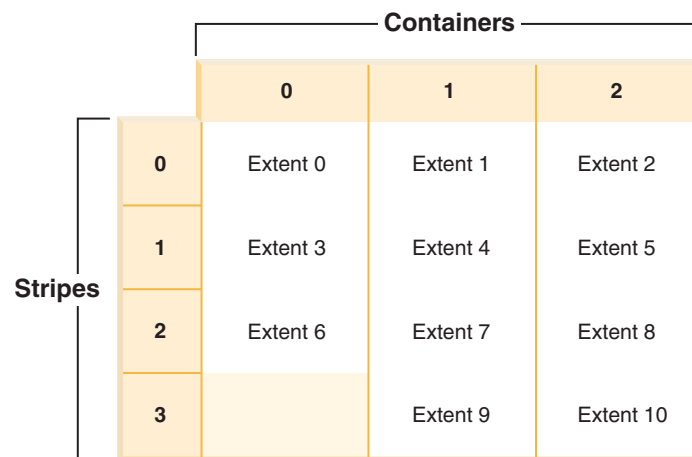 Containers
0 1 2
0 Extent 0 Extent 1 Extent 2
1 Extent 3 Extent 4 Extent 5
Stripes
2 Extent 6 Extent 7 Extent 8
3 Extent 9 Extent 10